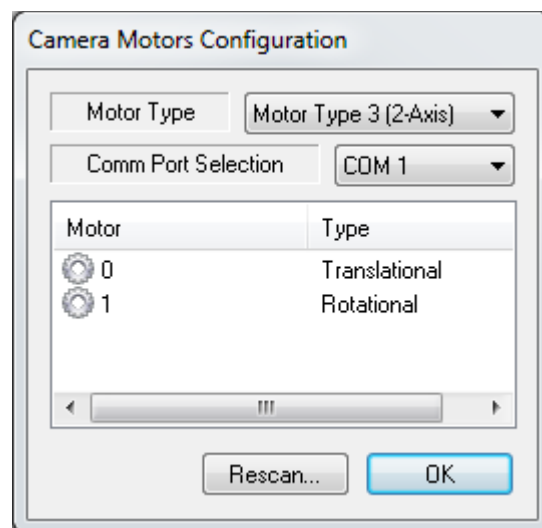 Camera Motors Configuration
Motor Type Motor Type 3 (2-Axis)
Comm Port Selection COM 1
Motor Type
0 Translational
1 Rotational
Rescan... OK